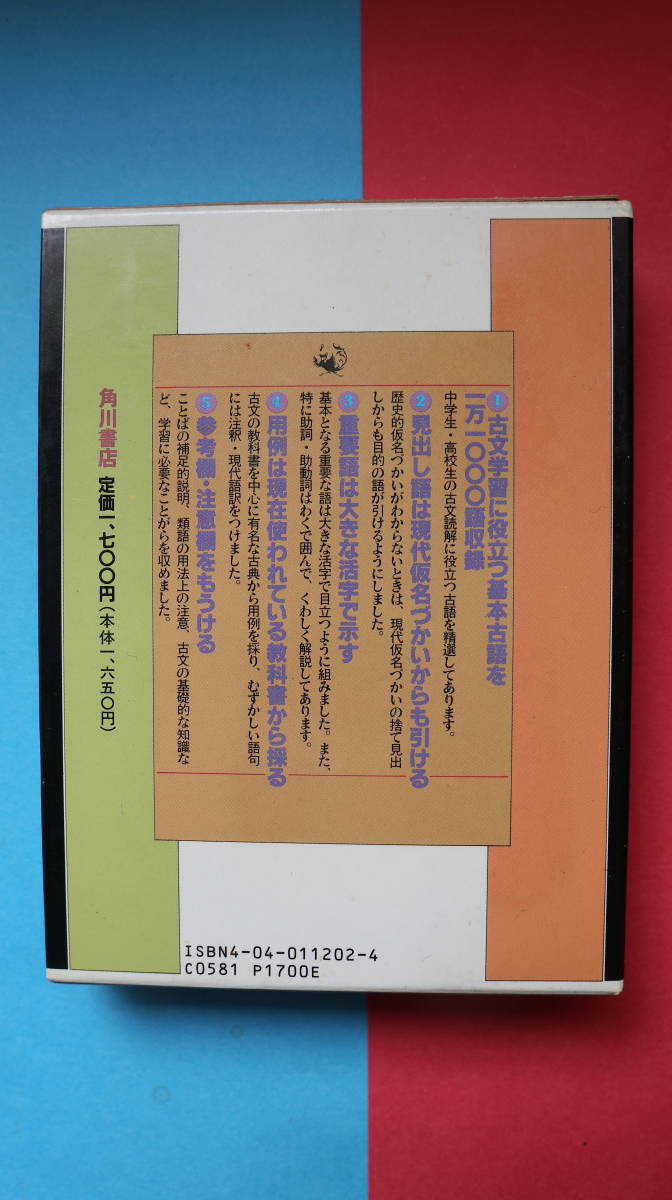 ①古文学習に役立つ基本古語を
一万一〇〇〇語収録
中学生・高校生の古文読解に役立つ古語を精選してあります。
②見出し語は現代仮名づかいからも引ける
歴史的仮名づかいがわからないときは、現代仮名づかいの捨て見出
しからも目的の語が引けるようにしました。
③重要語は大きな活字で示す
基本となる重要な語は大きな活字で目立つように組みました。また、
特に助詞・助動詞はわくで囲んで、くわしく解説してあります。
④用例は現在使われている教科書から採る
古文の教科書を中心に有名な古典から用例を採り、むずかしい語句
には注釈・現代語訳をつけました。
⑤参考欄・注意欄をもうける
ことばの補足的説明、類語の用法上の注意、古文の基礎的な知識な
ど、学習に必要なことがらを収めました。
角川書店 定価一、七〇〇円(本体一、六五〇円)
ISBN4-04-011202-4
C0581 P1700E